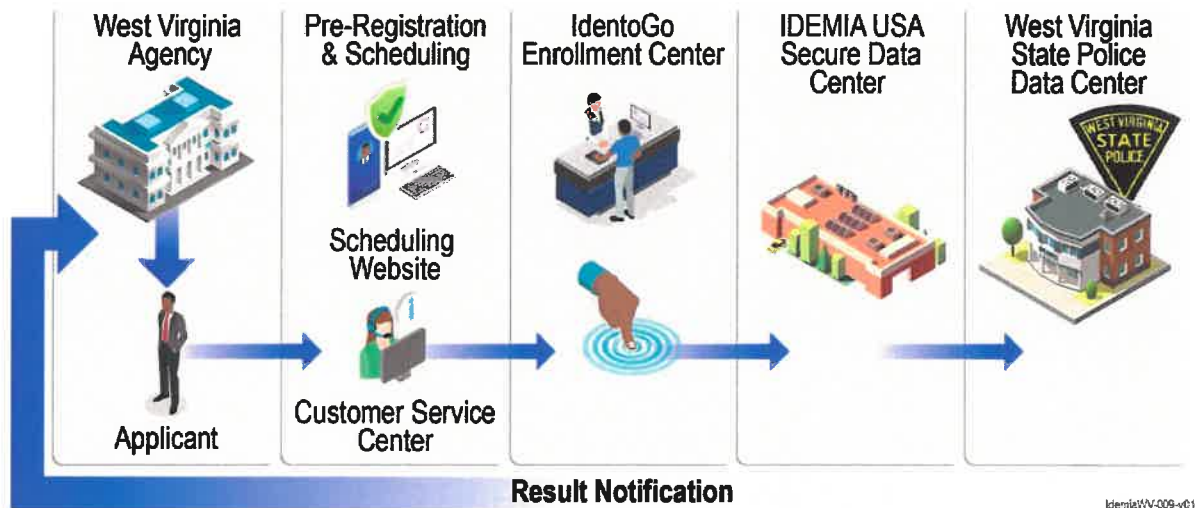 West Virginia
Agency
Pre-Registration
& Scheduling
IdentoGo
Enrollment Center
IDEMIA USA
Secure Data
Center
West Virginia
State Police
Data Center
WEST VIRGINIA
STATE
POLICE
Scheduling
Website
Applicant
Customer Service
Center
Result Notification
IdemiaWV-009-v01